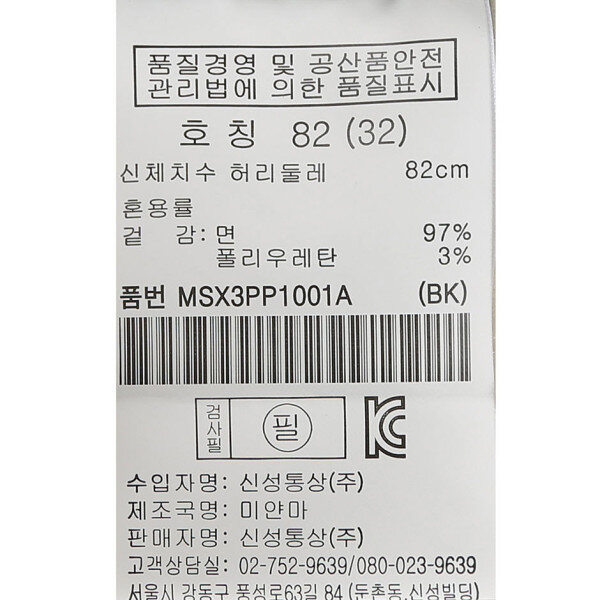 품질경영 및 공산품안전
관리법에 의한 품질표시
호 칭 82 (32)
신체치수 허리둘레 82cm
혼용률
겉 감: 면 97%
폴리우레탄 3%
품번 MSX3PP1001A (BK)
검사필 필 KC
수입자명: 신성통상(주)
제조국명: 미얀마
판매자명: 신성통상(주)
고객상담실: 02-752-9639/080-023-9639
서울시 강동구 풍성로63길 84 (둔촌동,신성빌딩)